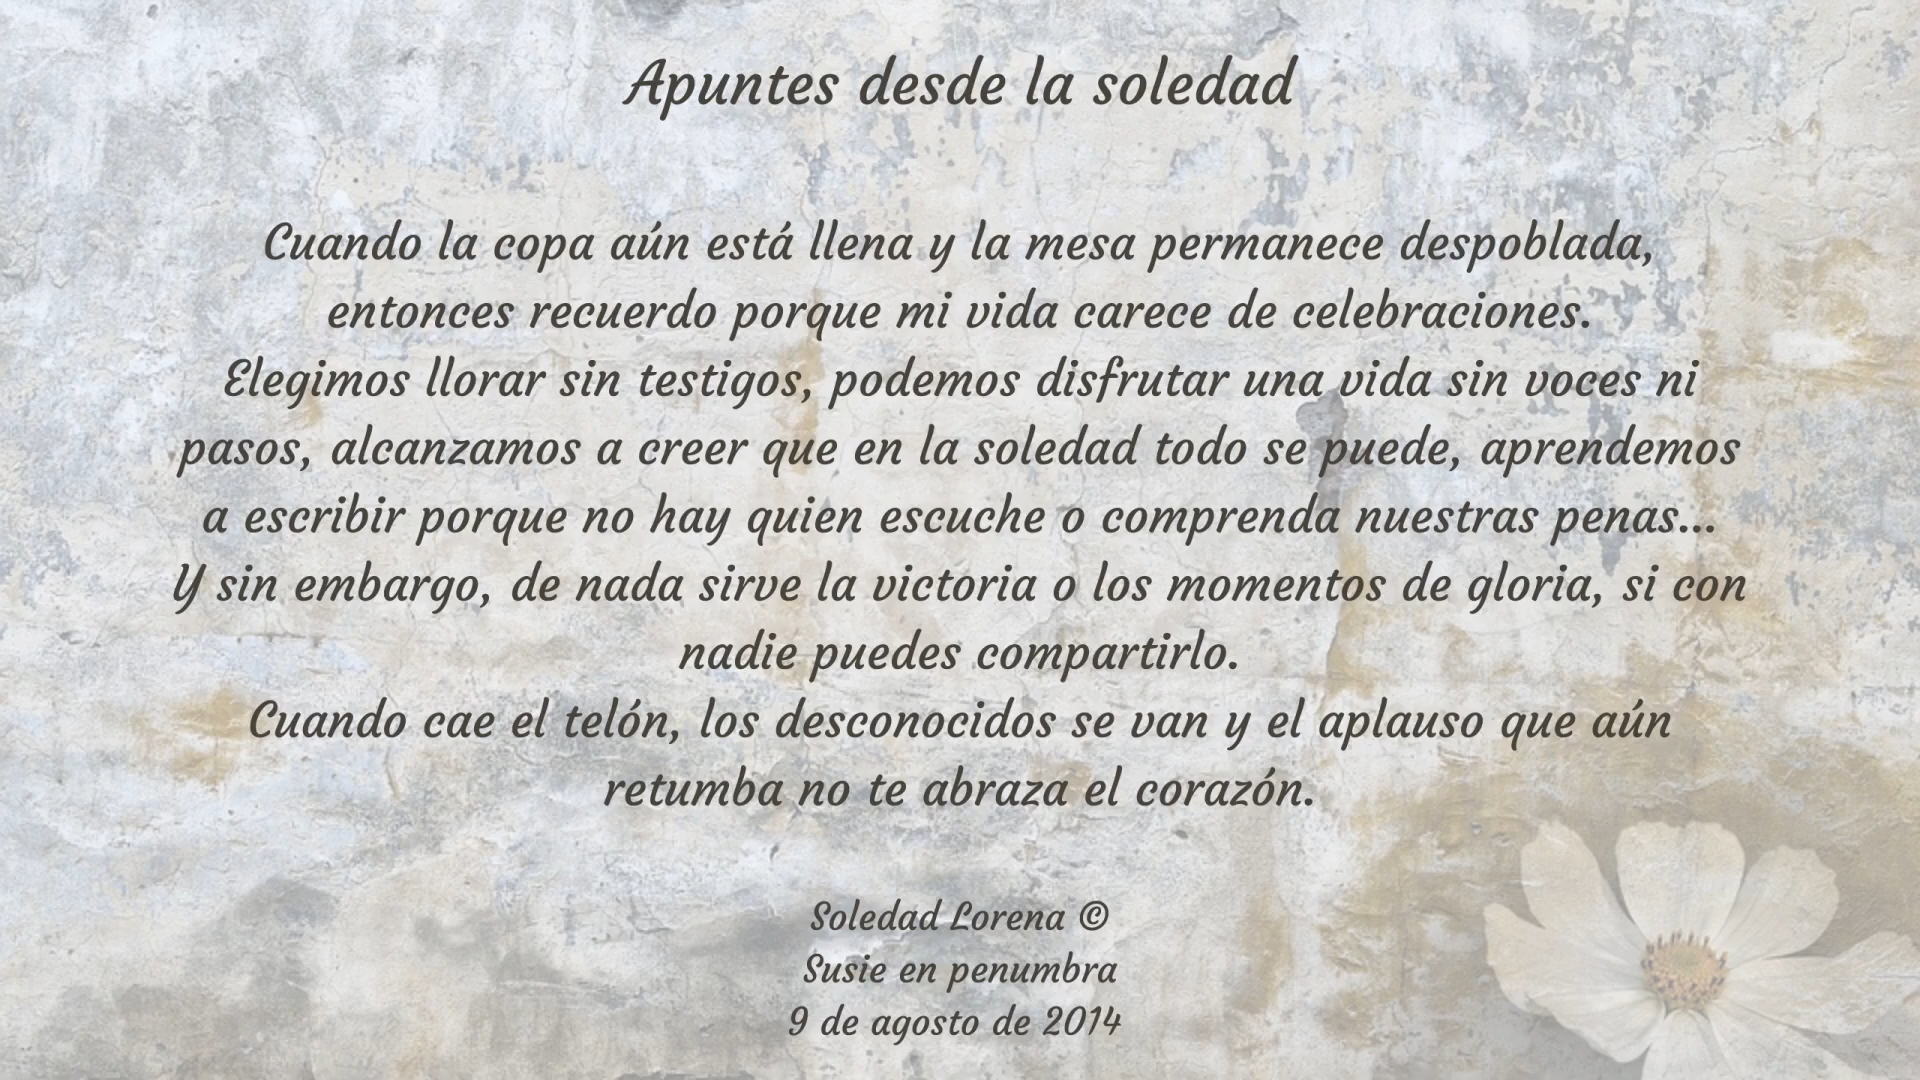 Apuntes desde la soledad
Cuando la copa aún está llena y la mesa permanece despoblada,
entonces recuerdo porque mi vida carece de celebraciones.
Elegimos llorar sin testigos, podemos disfrutar una vida sin voces ni
pasos, alcanzamos a creer que en la soledad todo se puede, aprendemos
a escribir porque no hay quien escuche o comprenda nuestras penas...
Y sin embargo, de nada sirve la victoria o los momentos de gloria, si con
nadie puedes compartirlo.
Cuando cae el telón, los desconocidos se van y el aplauso que aún
retumba no te abraza el corazón.
Soledad Lorena ©
Susie en penumbra
9 de agosto de 2014